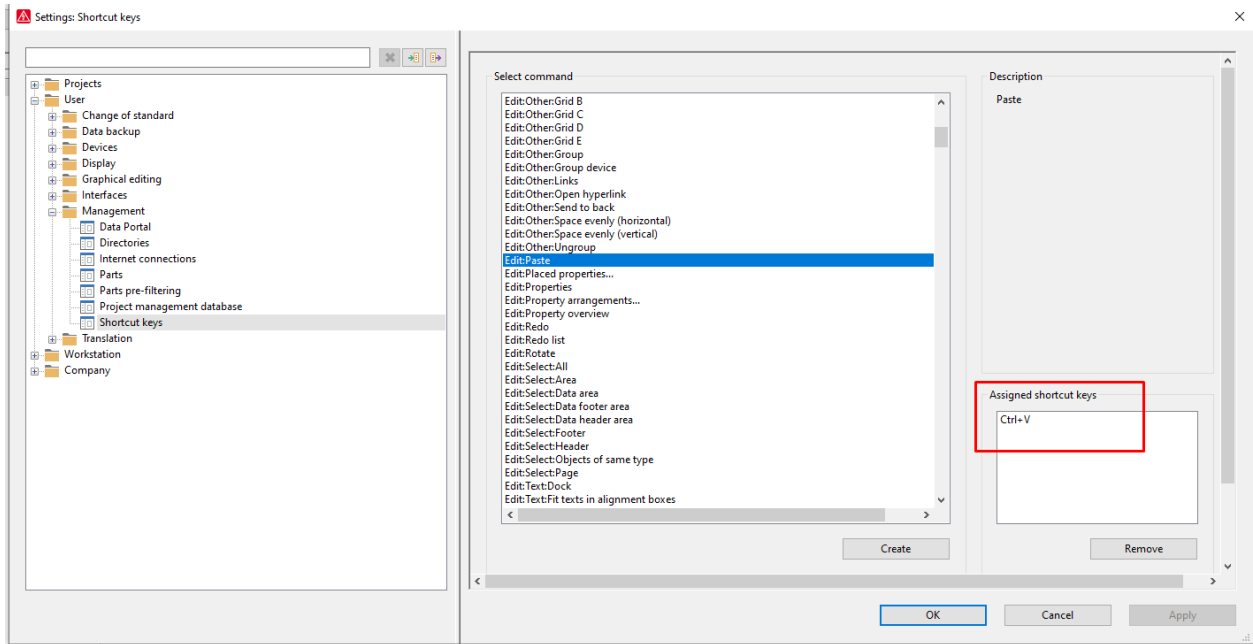 Settings: Shortcut keys
Projects
User
Change of standard
Data backup
Devices
Display
Graphical editing
Interfaces
Management
Data Portal
Directories
Internet connections
Parts
Parts pre-filtering
Project management database
Shortcut keys
Translation
Workstation
Company
Select command
Edit:Other:Grid B
Edit:Other:Grid C
Edit:Other:Grid D
Edit:Other:Grid E
Edit:Other:Group
Edit:Other:Group device
Edit:Other:Links
Edit:Other:Open hyperlink
Edit:Other:Send to back
Edit:Other:Space evenly (horizontal)
Edit:Other:Space evenly (vertical)
Edit:Other:Ungroup
Edit:Paste
Edit:Placed properties...
Edit:Properties
Edit:Property arrangements...
Edit:Property overview
Edit:Redo
Edit:Redo list
Edit:Rotate
Edit:Select:All
Edit:Select:Area
Edit:Select:Data area
Edit:Select:Data footer area
Edit:Select:Data header area
Edit:Select:Footer
Edit:Select:Header
Edit:Select:Objects of same type
Edit:Select:Page
Edit:Text:Dock
Edit:Text:Fit texts in alignment boxes
Create
Description
Paste
Assigned shortcut keys
Ctrl+V
Remove
OK
Cancel
Apply